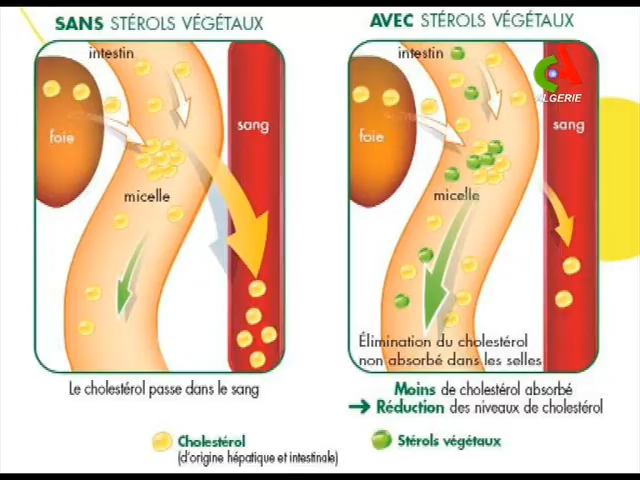 SANS STÉROLS VÉGÉTAUX
intestin
foie
sang
micelle
Le cholestérol passe dans le sang
AVEC STÉROLS VÉGÉTAUX
intestin
ALGERIE
foie
sang
micelle
Élimination du cholestérol
non absorbé dans les selles
Moins de cholestérol absorbé
→ Réduction des niveaux de cholestérol
Cholestérol
(d'origine hépatique et intestinale)
Stérols végétaux